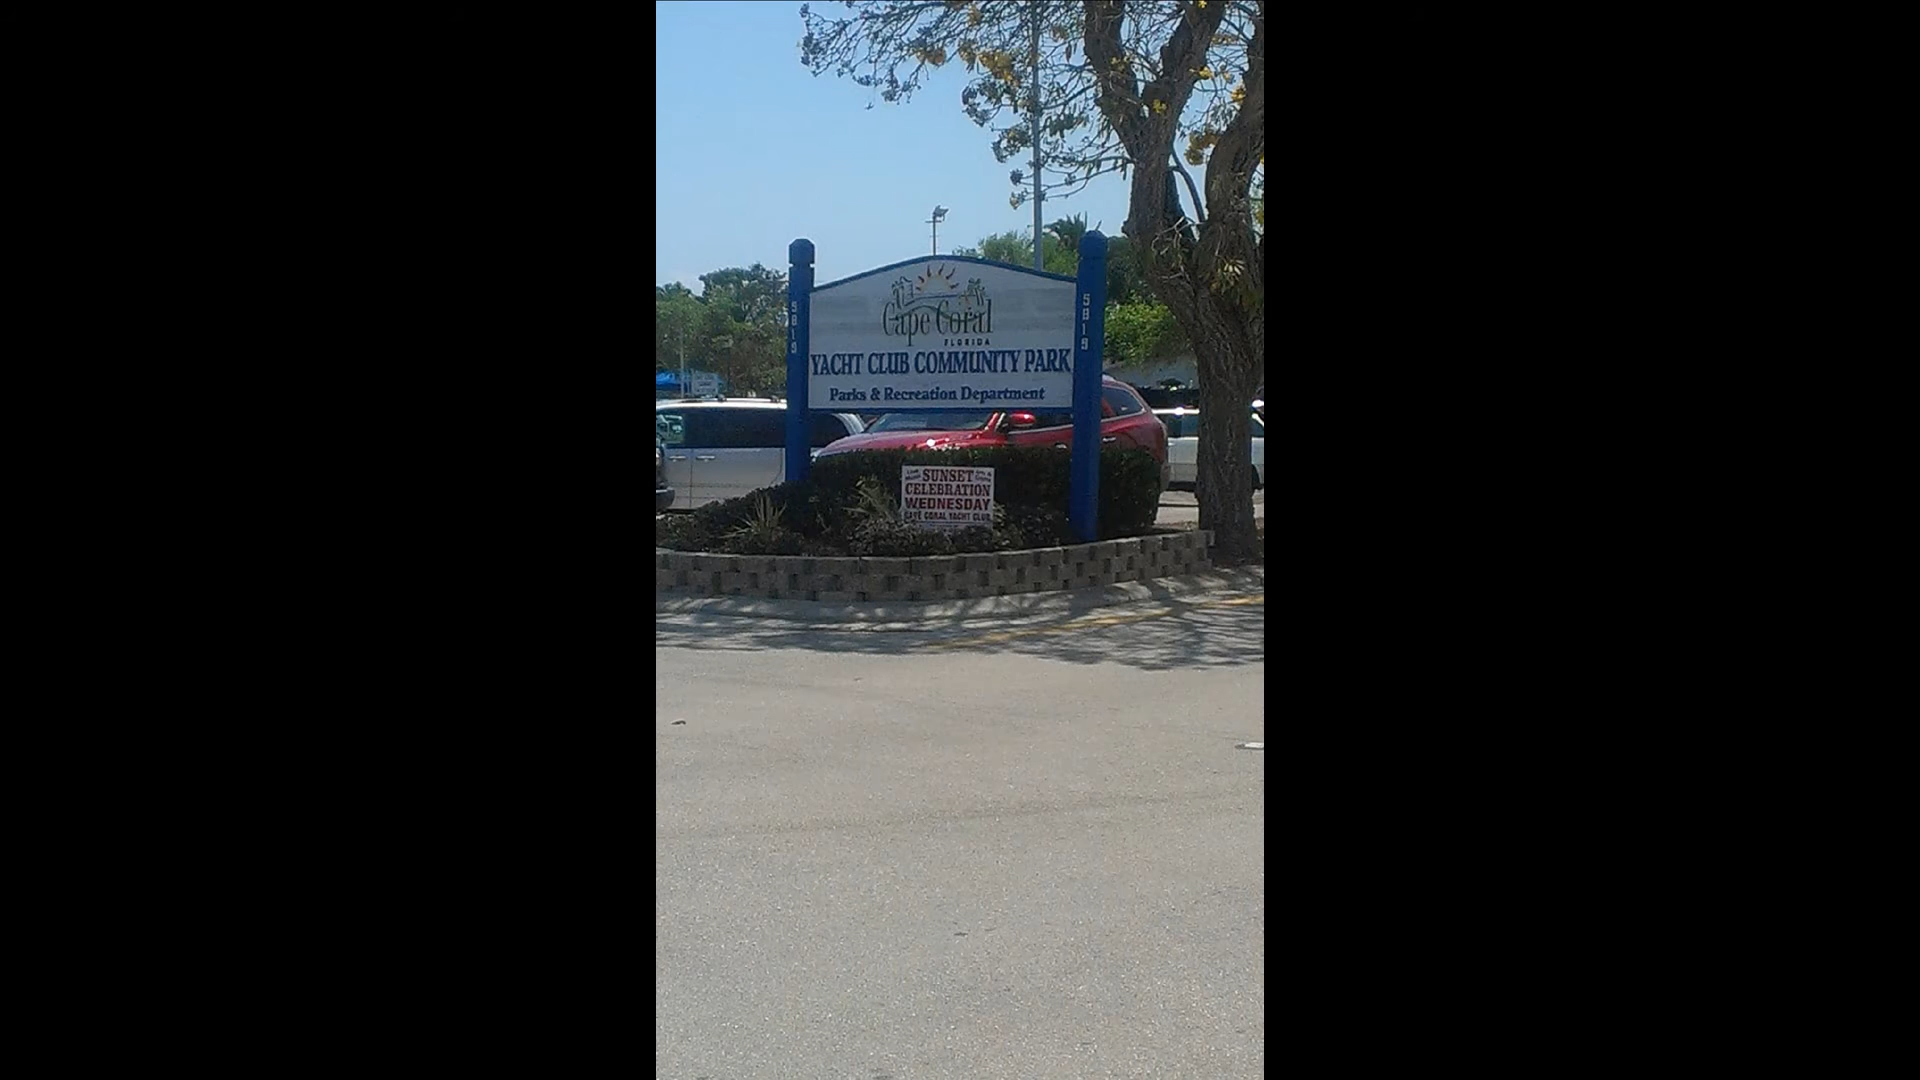 Cape Coral
FLORIDA
YACHT CLUB COMMUNITY PARK
Parks & Recreation Department
5819
5819
SUNSET
CELEBRATION
WEDNESDAY
CAPE CORAL YACHT CLUB